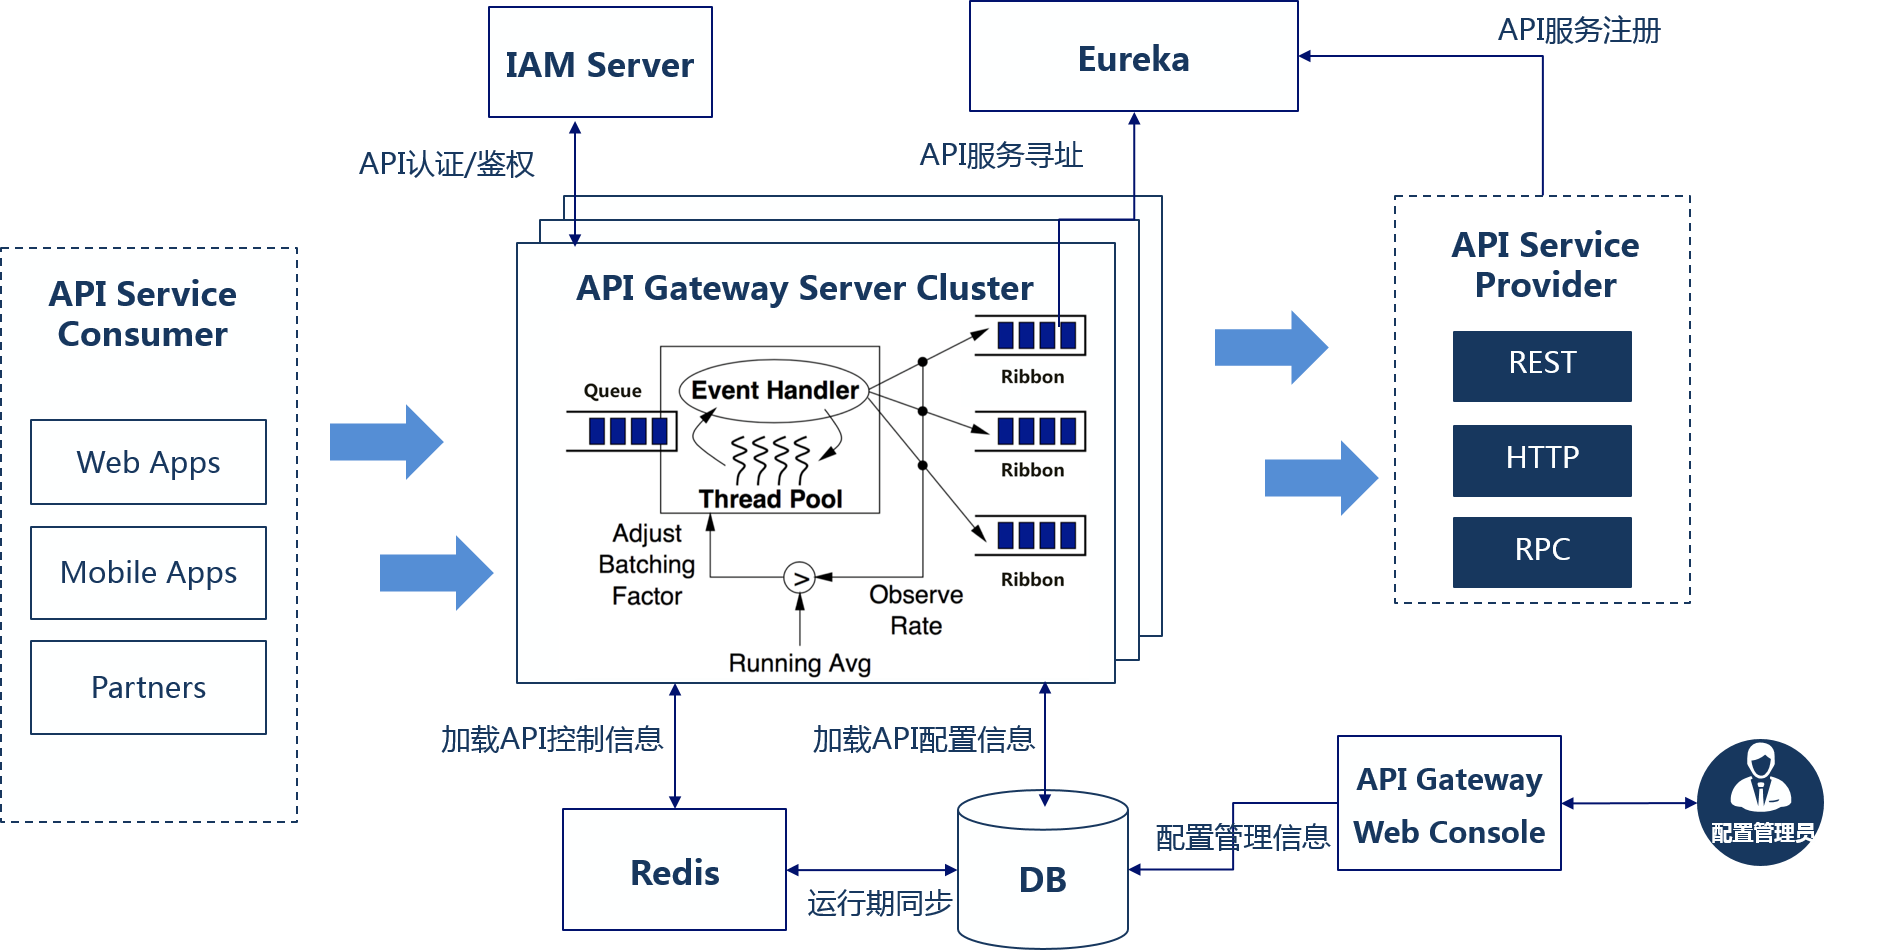 IAM Server
Eureka
API服务注册
API认证/鉴权
API服务寻址
API Service
Consumer
Web Apps
Mobile Apps
Partners
API Gateway Server Cluster
Queue
Event Handler
Thread Pool
Ribbon
Ribbon
Ribbon
Adjust
Batching
Factor
>
Observe
Rate
Running Avg
API Service
Provider
REST
HTTP
RPC
加载API控制信息
加载API配置信息
Redis
运行期同步
DB
配置管理信息
API Gateway
Web Console
配置管理员